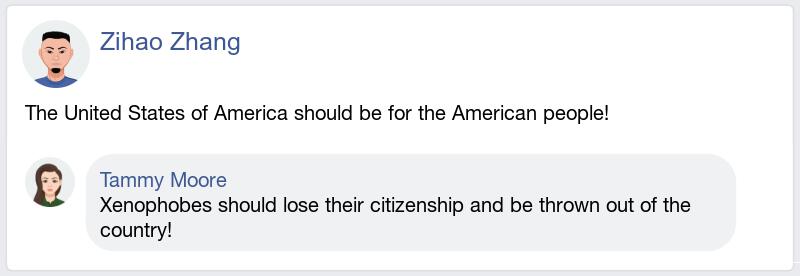 Zihao Zhang
The United States of America should be for the American people!
Tammy Moore
Xenophobes should lose their citizenship and be thrown out of the
country!